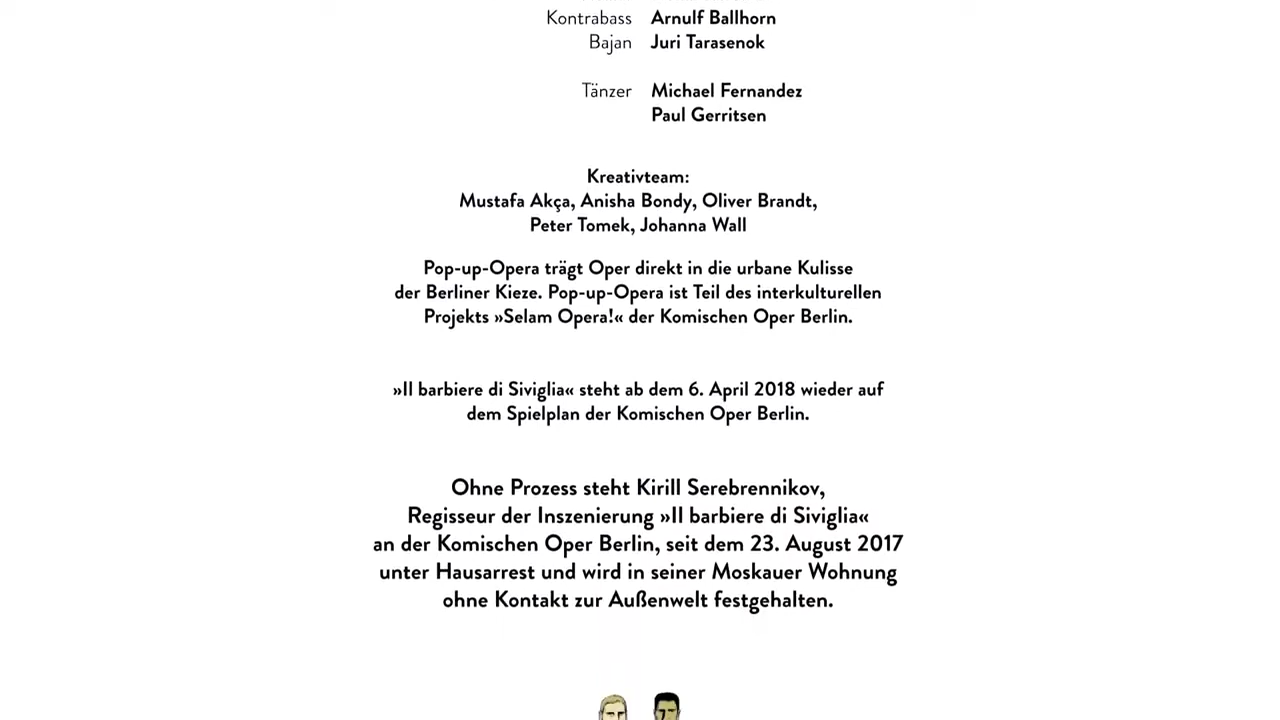 Kontrabass Arnulf Ballhorn
Bajan Juri Tarasenok
Tänzer Michael Fernandez
Paul Gerritsen
Kreativteam:
Mustafa Akça, Anisha Bondy, Oliver Brandt,
Peter Tomek, Johanna Wall
Pop-up-Opera trägt Oper direkt in die urbane Kulisse
der Berliner Kieze. Pop-up-Opera ist Teil des interkulturellen
Projekts »Selam Opera!« der Komischen Oper Berlin.
»Il barbiere di Siviglia« steht ab dem 6. April 2018 wieder auf
dem Spielplan der Komischen Oper Berlin.
Ohne Prozess steht Kirill Serebrennikov,
Regisseur der Inszenierung »Il barbiere di Siviglia«
an der Komischen Oper Berlin, seit dem 23. August 2017
unter Hausarrest und wird in seiner Moskauer Wohnung
ohne Kontakt zur Außenwelt festgehalten.